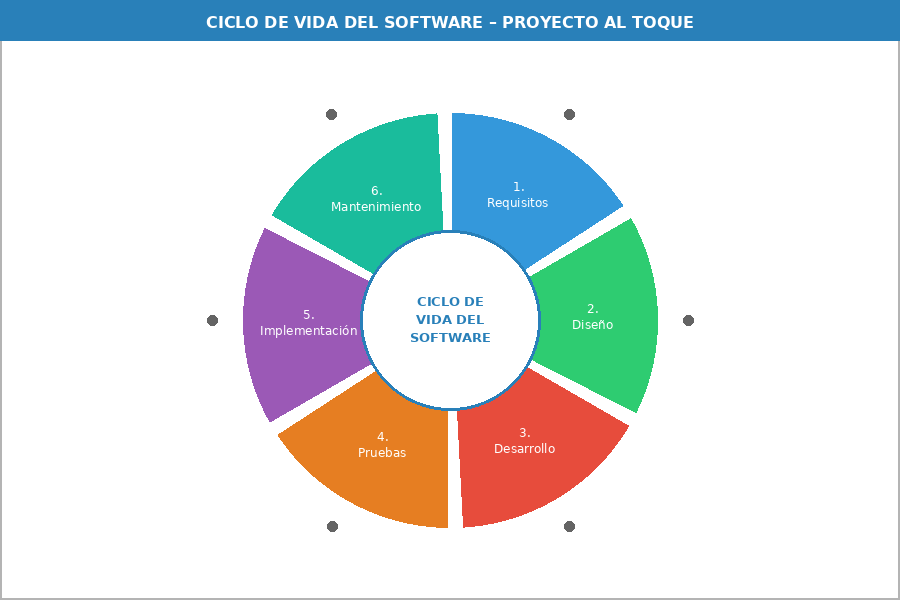 CICLO DE VIDA DEL SOFTWARE – PROYECTO AL TOQUE
1.
Requisitos
2.
Diseño
3.
Desarrollo
4.
Pruebas
5.
Implementación
6.
Mantenimiento
CICLO DE
VIDA DEL
SOFTWARE